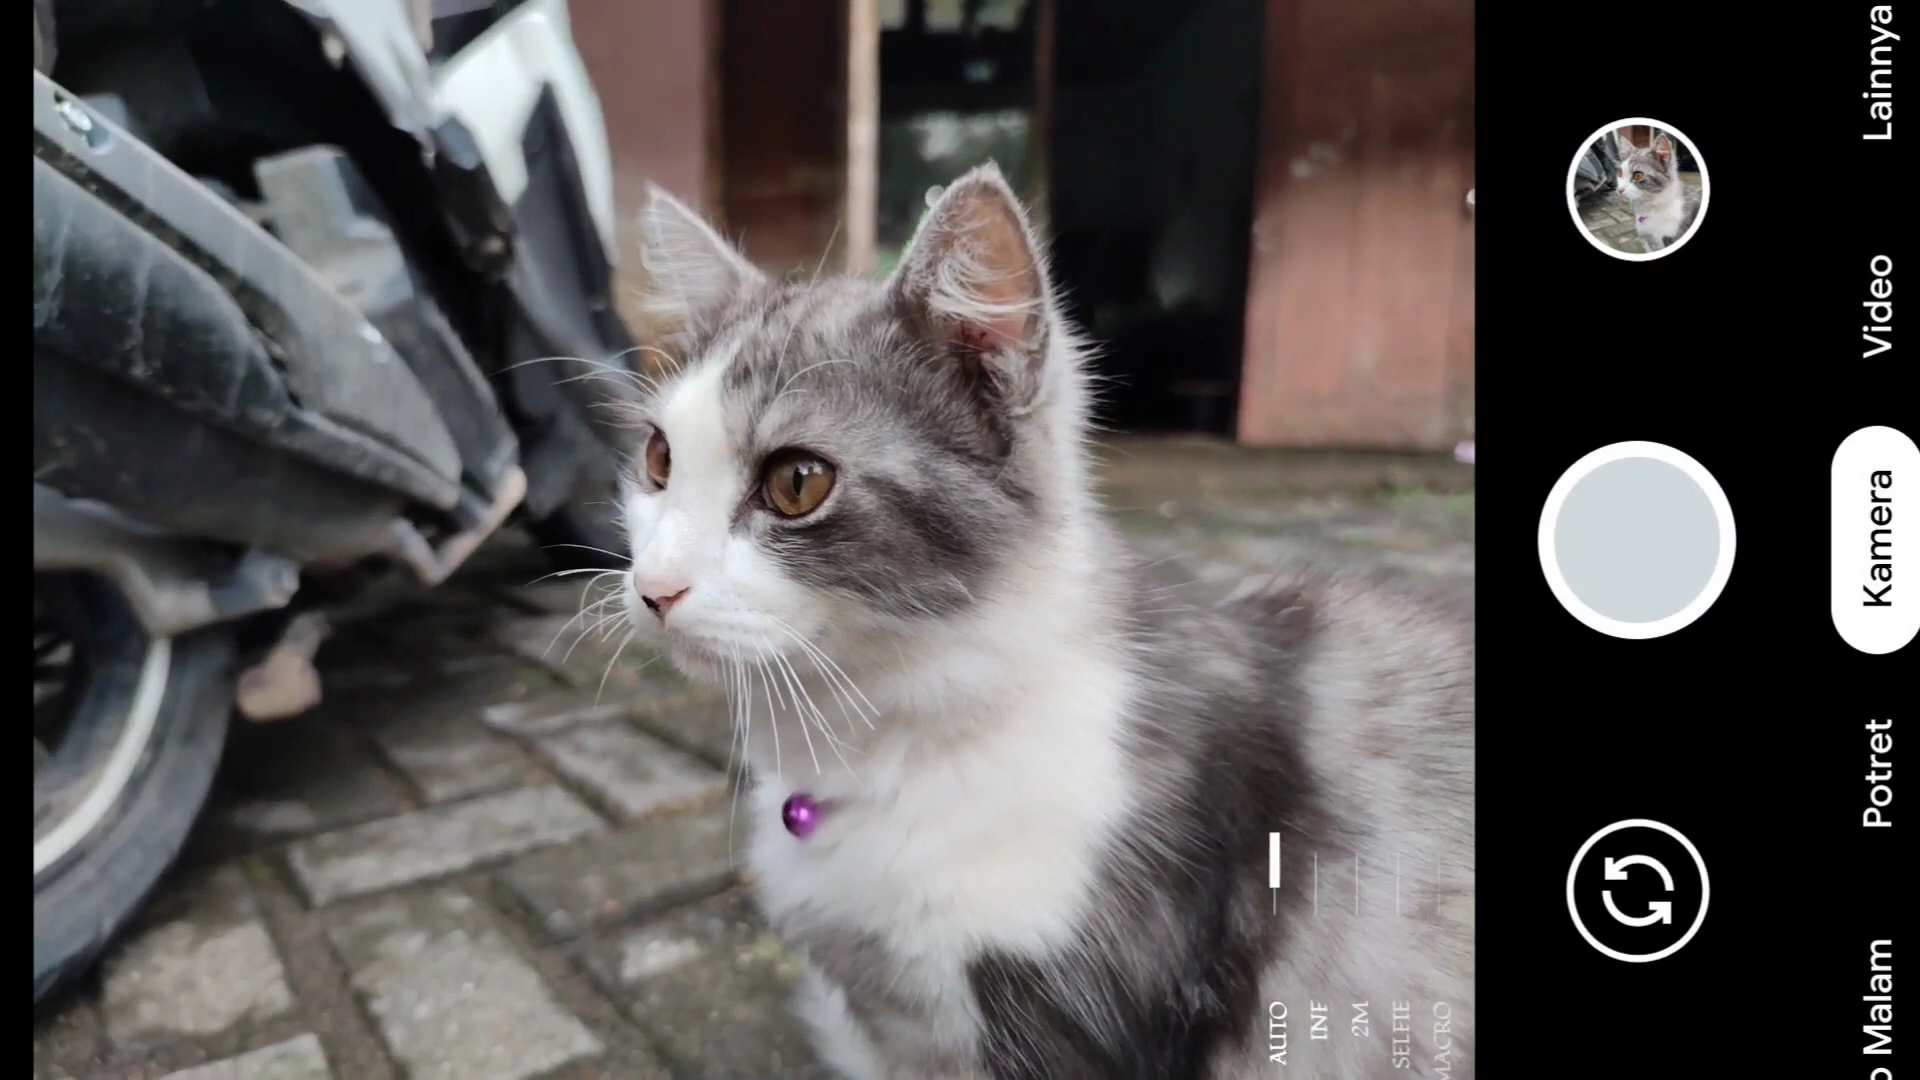 Lainnya
Video
Kamera
Potret
o Malam
AUTO
INF
2M
SELFIE
MACRO